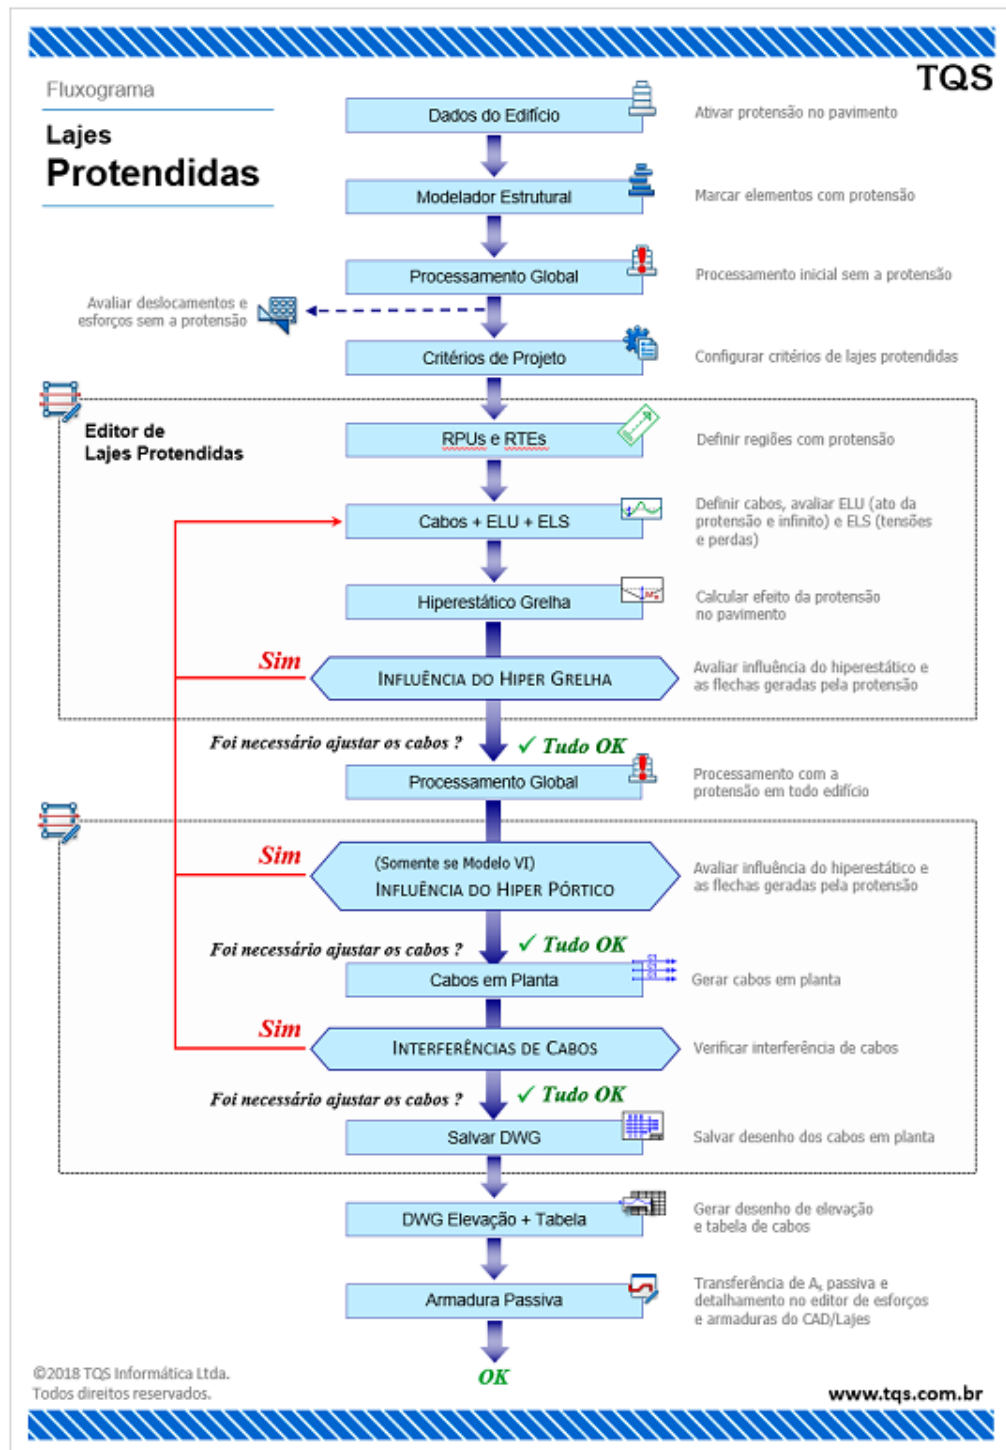 TQS
Fluxograma
Lajes
Protendidas
Dados do Edifício
Ativar protensão no pavimento
Modelador Estrutural
Marcar elementos com protensão
Processamento Global
Processamento inicial sem a protensão
Avaliar deslocamentos e
esforços sem a protensão
Critérios de Projeto
Configurar critérios de lajes protendidas
Editor de
Lajes Protendidas
RPUs e RTEs
Definir regiões com protensão
Cabos + ELU + ELS
Definir cabos, avaliar ELU (ato da
protensão e infinito) e ELS (tensões
e perdas)
Hiperestático Grelha
Calcular efeito da protensão
no pavimento
Sim
INFLUÊNCIA DO HIPER GRELHA
Avaliar influência do hiperestático e
as flechas geradas pela protensão
Foi necessário ajustar os cabos ?
✓ Tudo OK
Processamento Global
Processamento com a
protensão em todo edifício
Sim
(Somente se Modelo VI)
INFLUÊNCIA DO HIPER PÓRTICO
Avaliar influência do hiperestático e
as flechas geradas pela protensão
Foi necessário ajustar os cabos ?
✓ Tudo OK
Cabos em Planta
Gerar cabos em planta
Sim
INTERFERÊNCIAS DE CABOS
Verificar interferência de cabos
Foi necessário ajustar os cabos ?
✓ Tudo OK
Salvar DWG
Salvar desenho dos cabos em planta
DWG Elevação + Tabela
Gerar desenho de elevação
e tabela de cabos
Armadura Passiva
Transferência de As passiva e
detalhamento no editor de esforços
e armaduras do CAD/Lajes
OK
©2018 TQS Informática Ltda.
Todos direitos reservados.
www.tqs.com.br